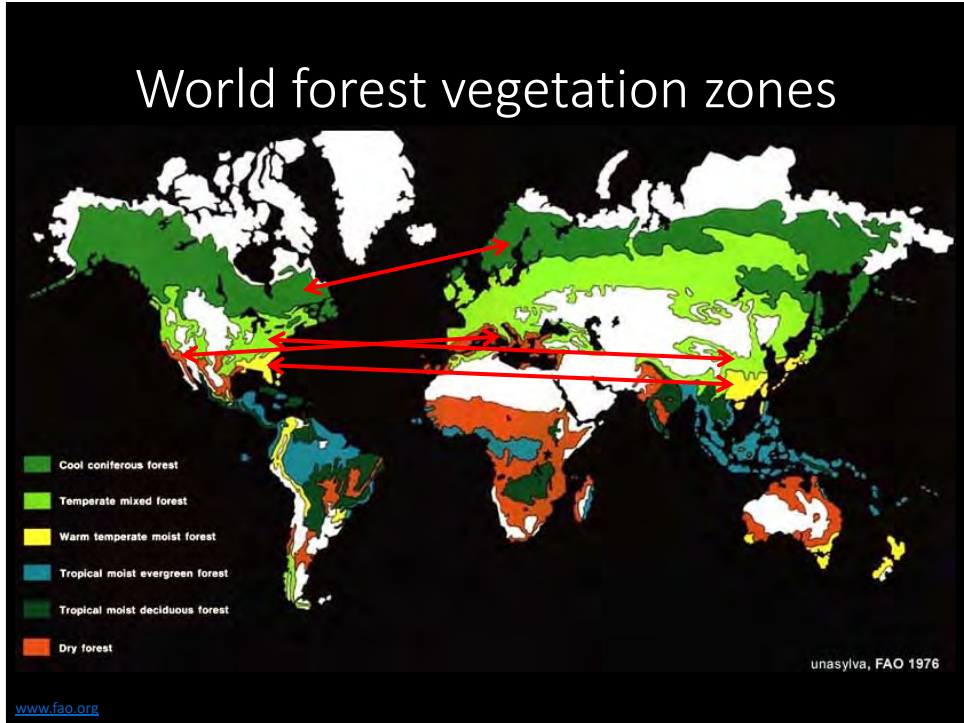 World forest vegetation zones
Cool coniferous forest
Temperate mixed forest
Warm temperate moist forest
Tropical moist evergreen forest
Tropical moist deciduous forest
Dry forest
unasylva, FAO 1976
www.fao.org